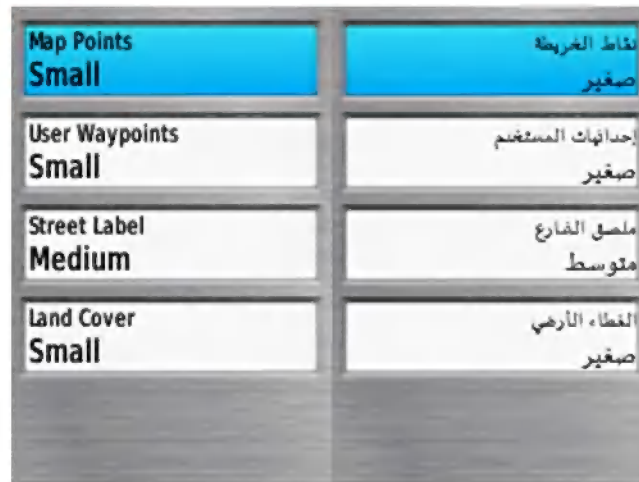 Map Points
Small
User Waypoints
Small
Street Label
Medium
Land Cover
Small
نقاط الخريطة
صغير
إحداثيات المستخدم
صغير
ملصق الشارع
متوسط
الغطاء الأرضي
صغير